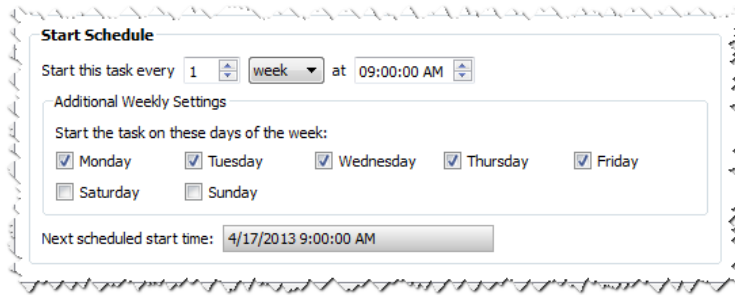 Start Schedule
Start this task every 1 week at 09:00:00 AM
Additional Weekly Settings
Start the task on these days of the week:
Monday Tuesday Wednesday Thursday Friday
Saturday Sunday
Next scheduled start time: 4/17/2013 9:00:00 AM